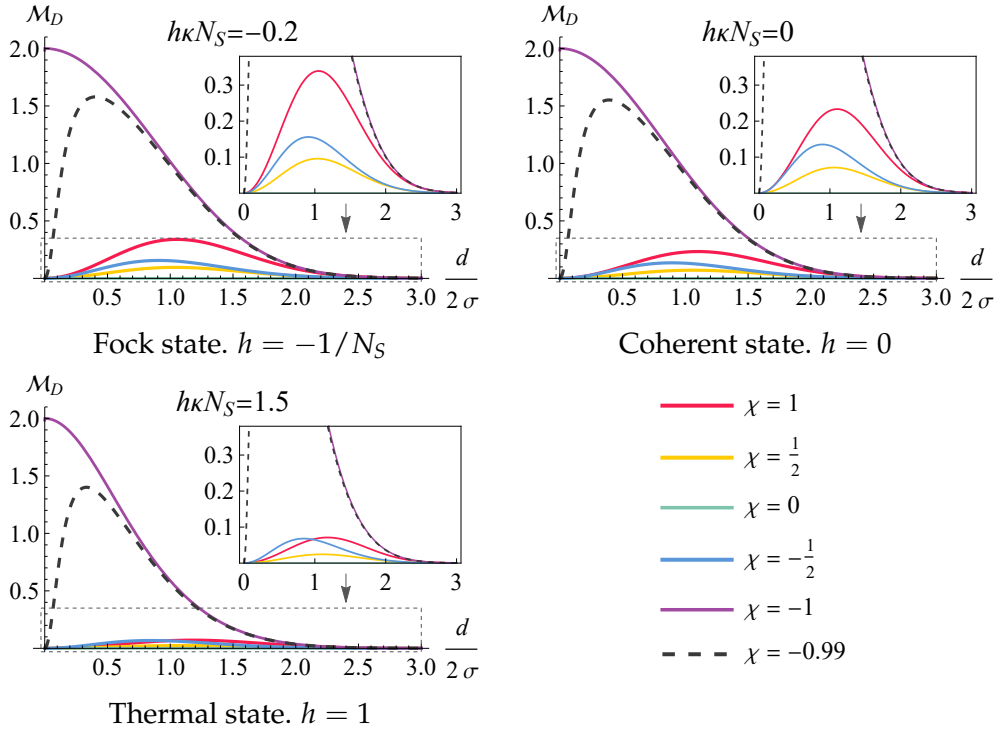 𝓜_D
hκN_S=−0.2
2.0
1.5
1.0
0.5
0.3
0.2
0.1
0 1 2 3
0.5 1.0 1.5 2.0 2.5 3.0
d
2 σ
Fock state. h = −1/N_S
𝓜_D
hκN_S=0
2.0
1.5
1.0
0.5
0.3
0.2
0.1
0 1 2 3
0.5 1.0 1.5 2.0 2.5 3.0
d
2 σ
Coherent state. h = 0
𝓜_D
hκN_S=1.5
2.0
1.5
1.0
0.5
0.3
0.2
0.1
0 1 2 3
0.5 1.0 1.5 2.0 2.5 3.0
d
2 σ
Thermal state. h = 1
χ = 1
χ = 1/2
χ = 0
χ = −1/2
χ = −1
χ = −0.99